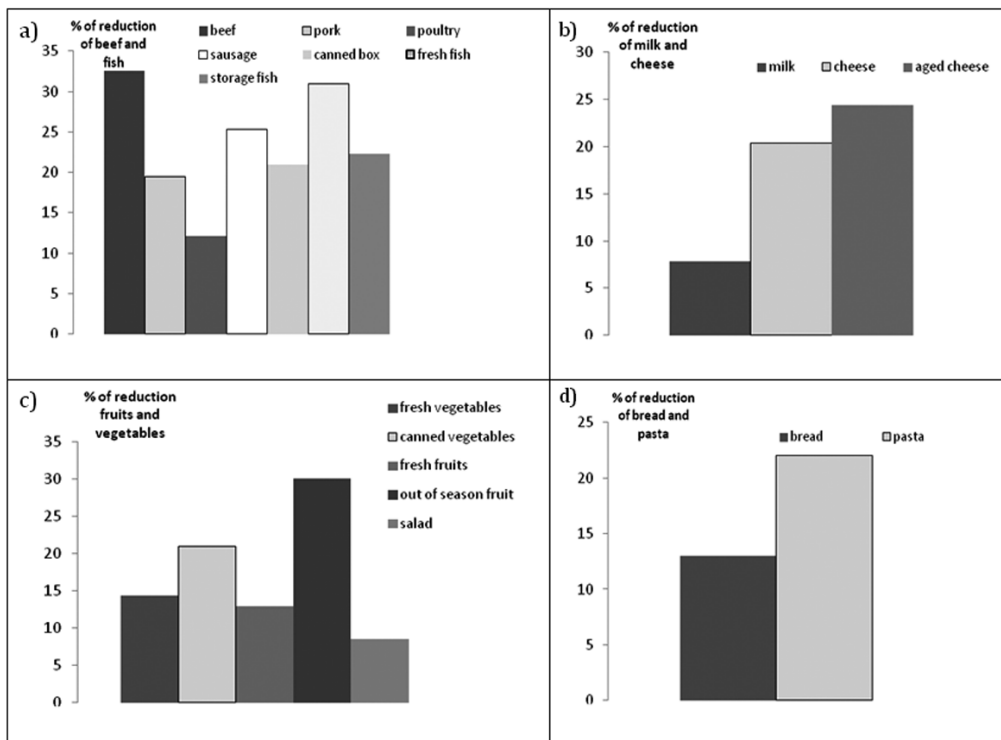 a)
% of reduction
of beef and
fish
beef pork poultry
sausage canned box fresh fish
storage fish
35
30
25
20
15
10
5
0
b)
% of reduction
of milk and
cheese
milk cheese aged cheese
30
25
20
15
10
5
0
c)
% of reduction
fruits and
vegetables
fresh vegetables
canned vegetables
fresh fruits
out of season fruit
salad
35
30
25
20
15
10
5
0
d)
% of reduction
of bread and
pasta
bread pasta
25
20
15
10
5
0